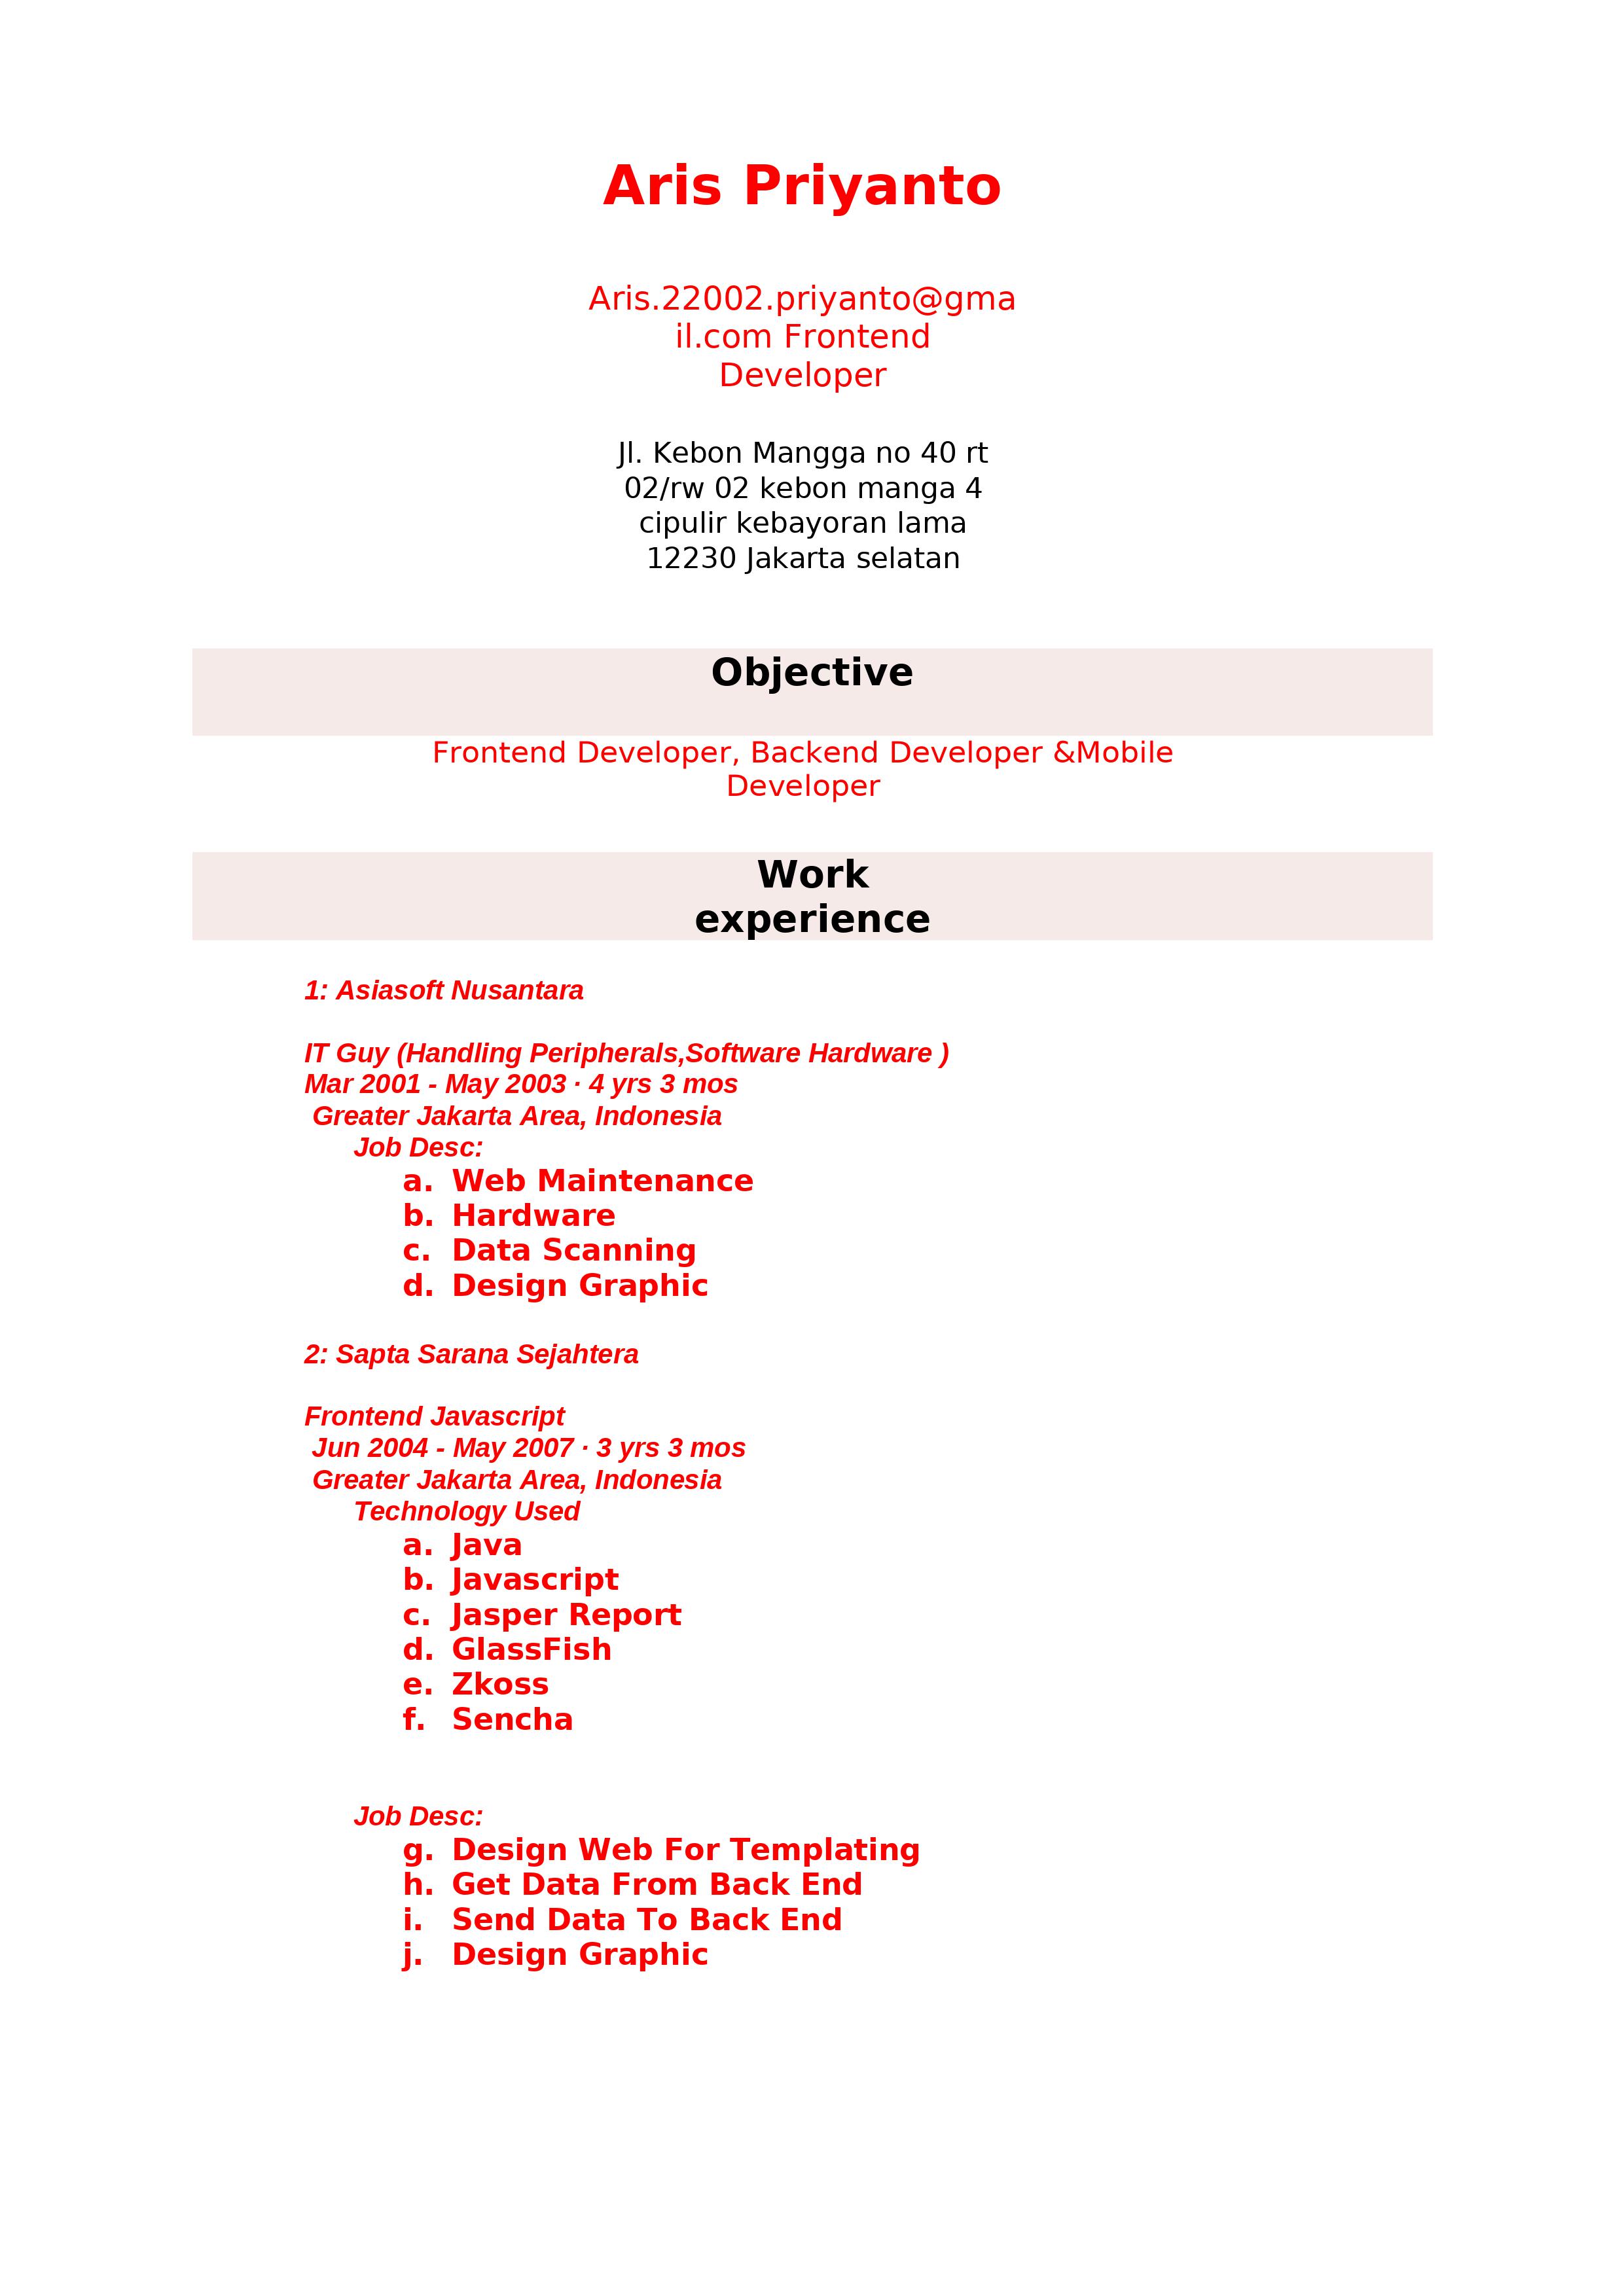 Aris Priyanto
Aris.22002.priyanto@gma
il.com Frontend
Developer
Jl. Kebon Mangga no 40 rt
02/rw 02 kebon manga 4
cipulir kebayoran lama
12230 Jakarta selatan
Objective
Frontend Developer, Backend Developer &Mobile
Developer
Work
experience
1: Asiasoft Nusantara
IT Guy (Handling Peripherals,Software Hardware )
Mar 2001 - May 2003 · 4 yrs 3 mos
Greater Jakarta Area, Indonesia
Job Desc:
a. Web Maintenance
b. Hardware
c. Data Scanning
d. Design Graphic
2: Sapta Sarana Sejahtera
Frontend Javascript
Jun 2004 - May 2007 · 3 yrs 3 mos
Greater Jakarta Area, Indonesia
Technology Used
a. Java
b. Javascript
c. Jasper Report
d. GlassFish
e. Zkoss
f. Sencha
Job Desc:
g. Design Web For Templating
h. Get Data From Back End
i. Send Data To Back End
j. Design Graphic